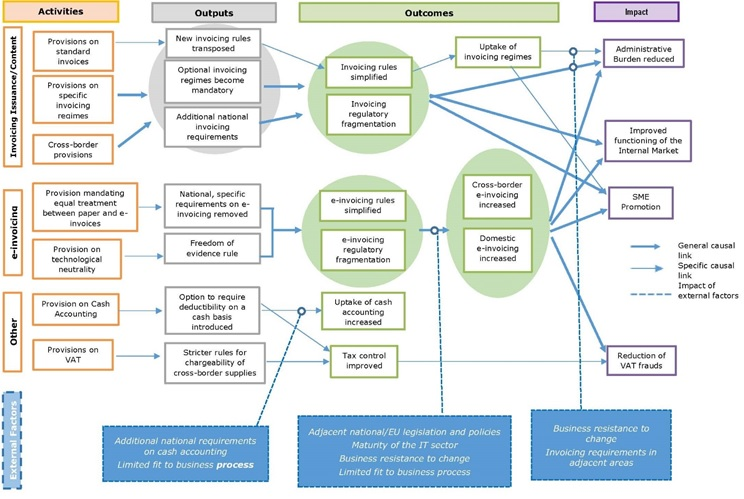 Activities
Outputs
Outcomes
Impact
Invoicing Issuance/Content
Provisions on
standard
invoices
Provisions on
specific
invoicing
regimes
Cross-border
provisions
New invoicing rules
transposed
Optional invoicing
regimes become
mandatory
Additional national
invoicing
requirements
Invoicing rules
simplified
Invoicing
regulatory
fragmentation
Uptake of
invoicing regimes
Administrative
Burden reduced
Improved
functioning of the
Internal Market
SME
Promotion
e-invoicing
Provision mandating
equal treatment
between paper and e-
invoices
Provision on
technological
neutrality
National, specific
requirements on e-
invoicing removed
Freedom of
evidence rule
e-invoicing rules
simplified
e-invoicing
regulatory
fragmentation
Cross-border
e-invoicing
increased
Domestic
e-invoicing
increased
General causal
link
Specific causal
link
Impact of
external factors
Other
Provision on Cash
Accounting
Provisions on
VAT
Option to require
deductibility on a
cash basis
introduced
Stricter rules for
chargeability of
cross-border supplies
Uptake of cash
accounting
increased
Tax control
improved
Reduction of
VAT frauds
External Factors
Additional national requirements
on cash accounting
Limited fit to business process
Adjacent national/EU legislation and policies
Maturity of the IT sector
Business resistance to change
Limited fit to business process
Business resistance to
change
Invoicing requirements in
adjacent areas